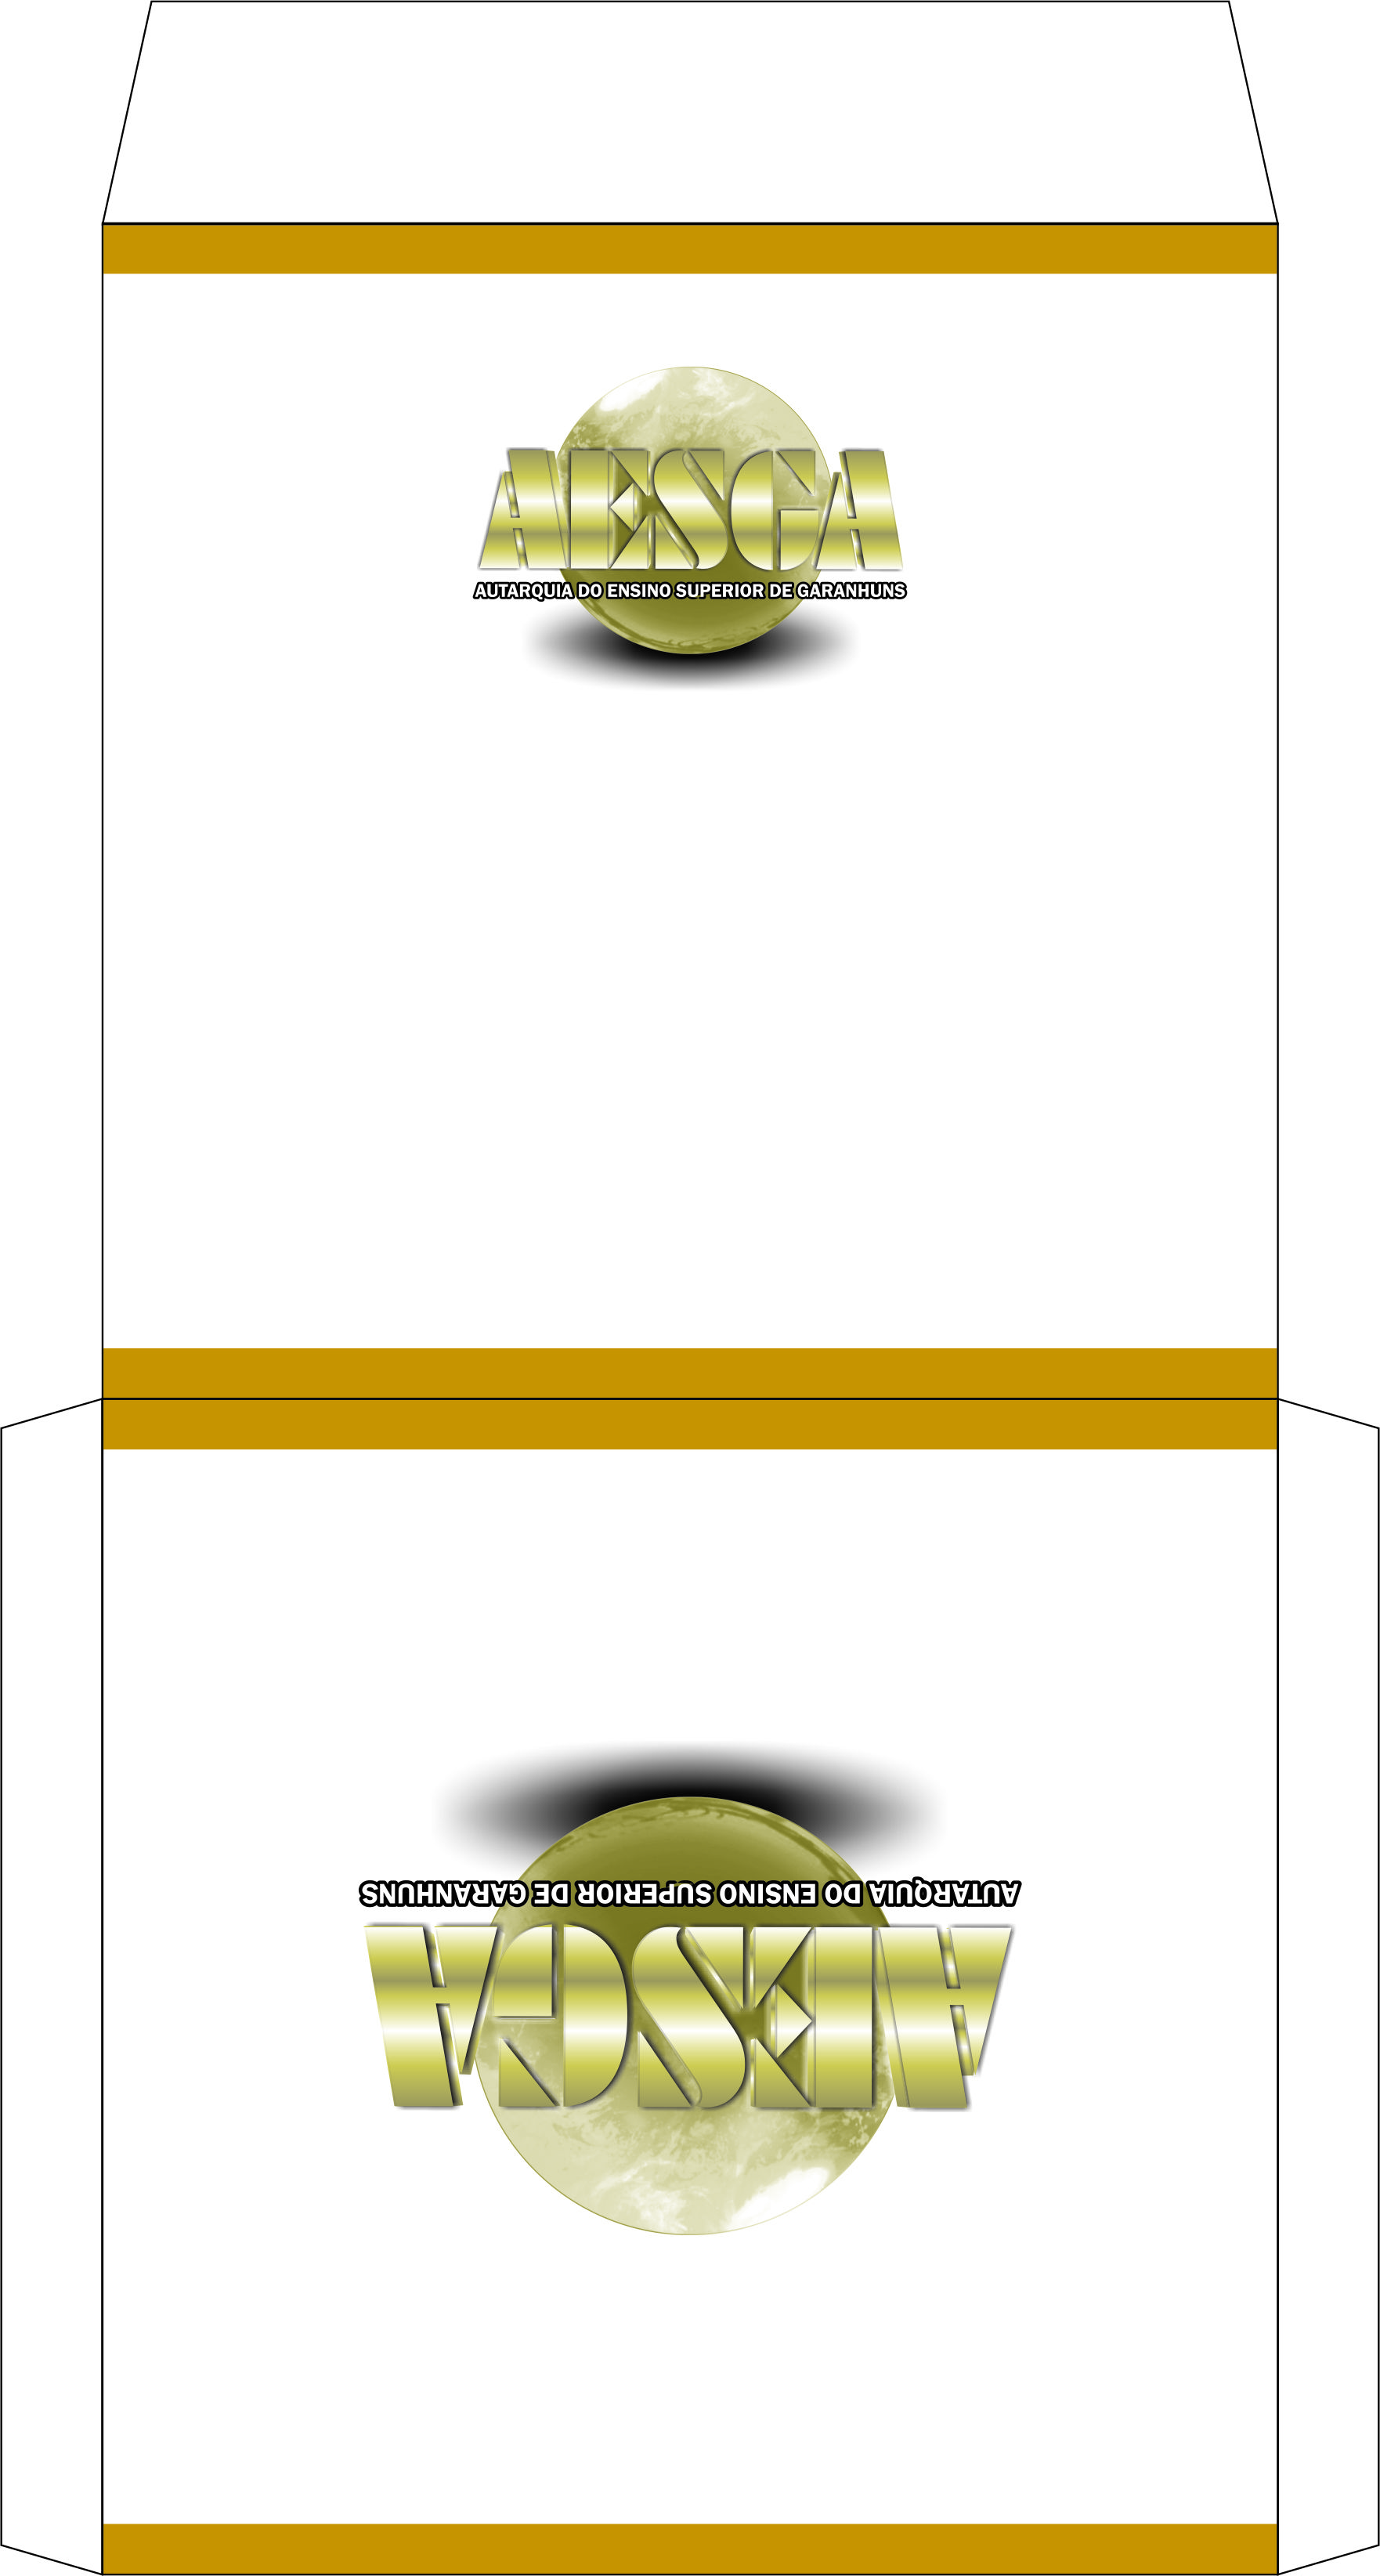 AESGA
AUTARQUIA DO ENSINO SUPERIOR DE GARANHUNS
AUTARQUIA DO ENSINO SUPERIOR DE GARANHUNS
AESGA